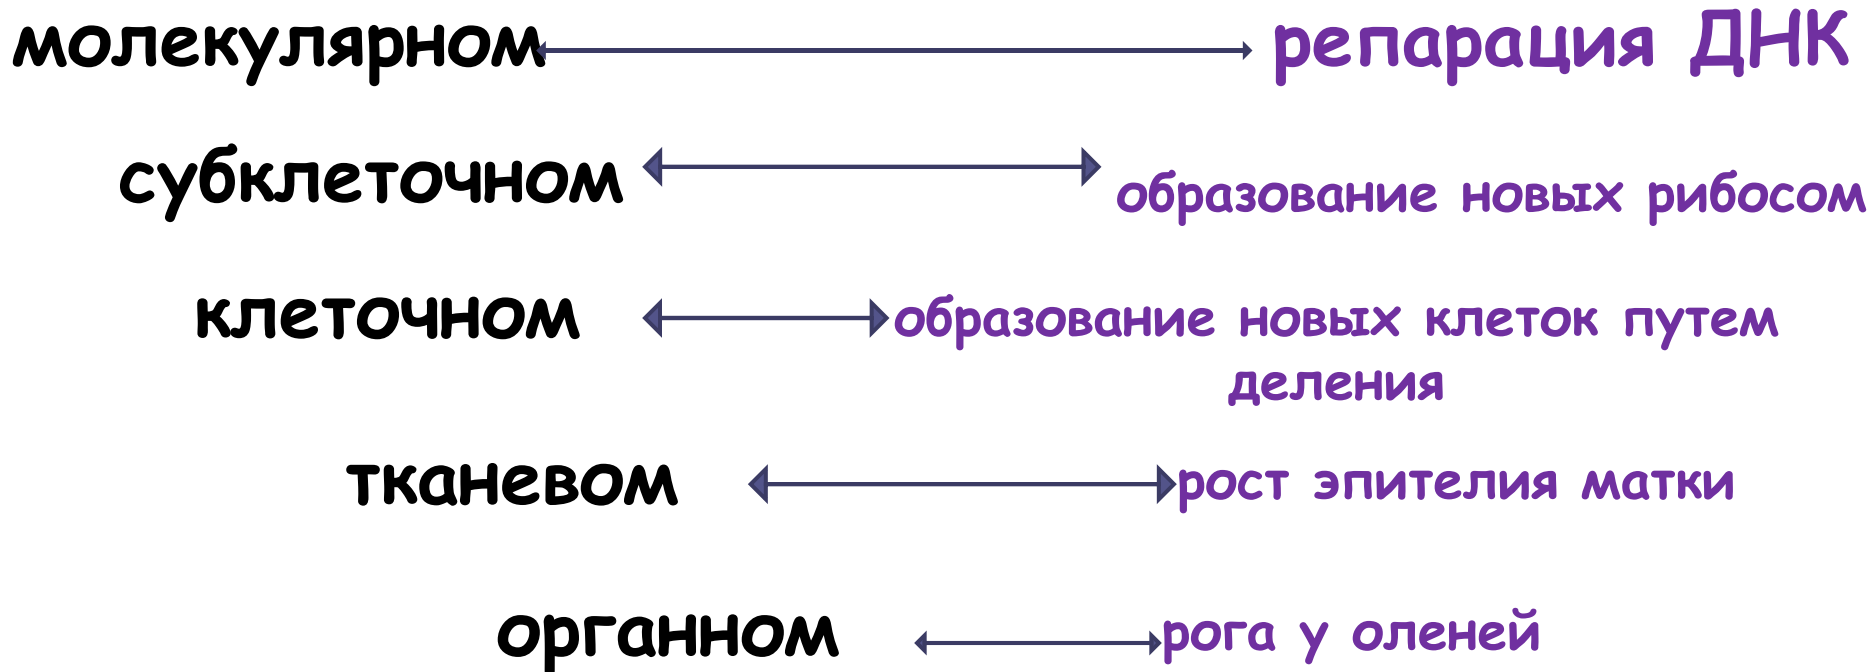 молекулярном репарация ДНК
субклеточном образование новых рибосом
клеточном образование новых клеток путем
деления
тканевом рост эпителия матки
органном рога у оленей